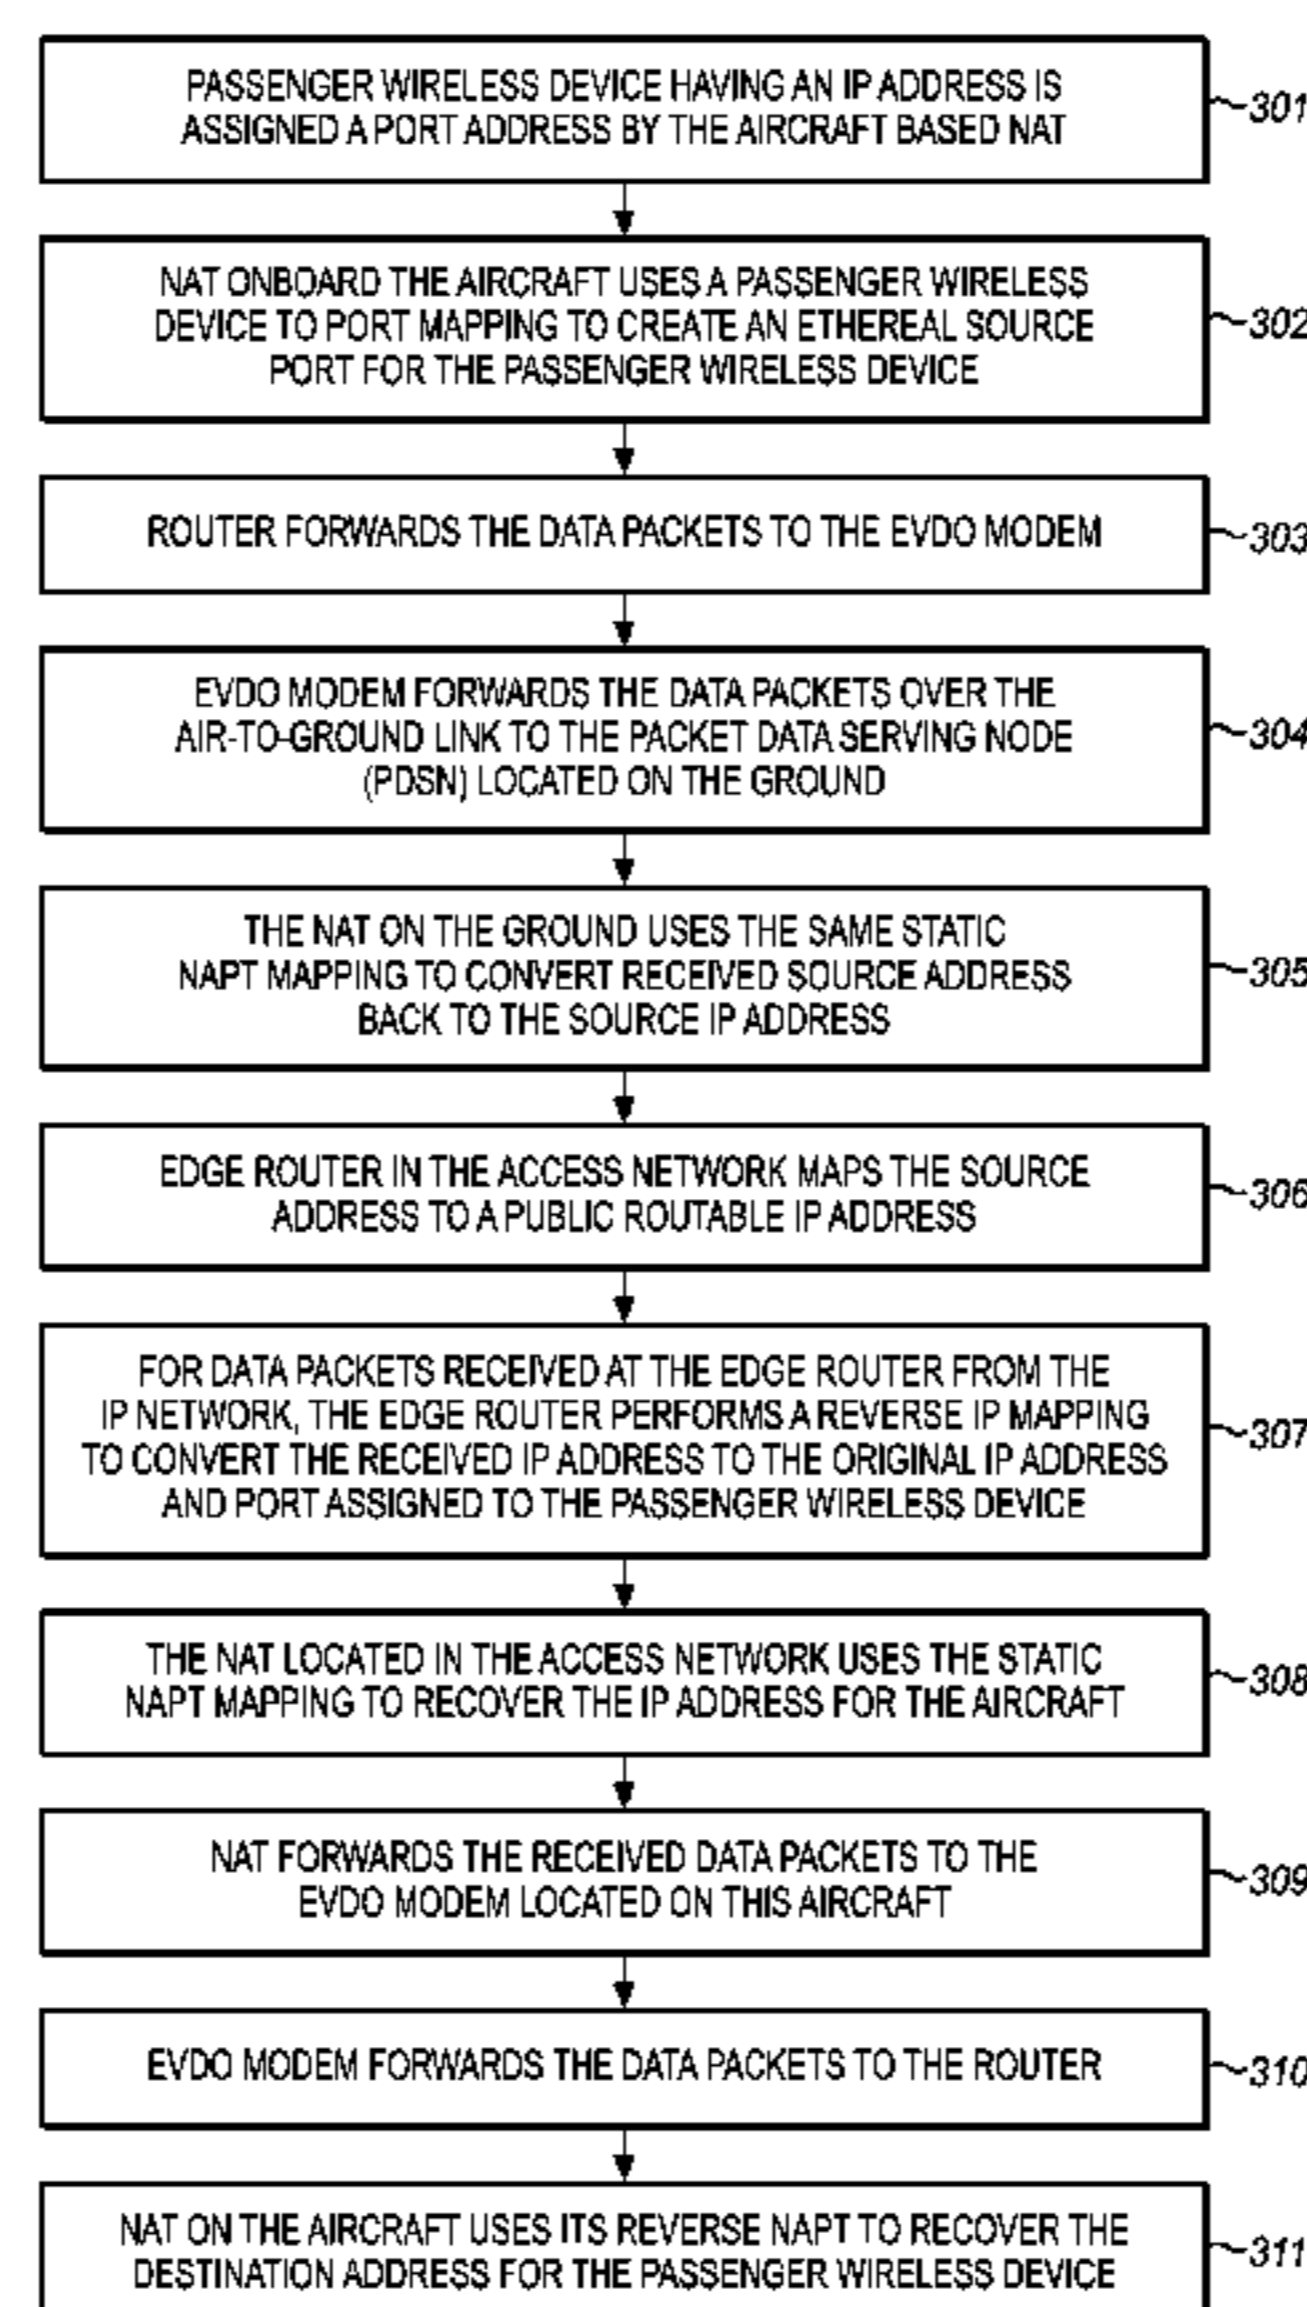 PASSENGER WIRELESS DEVICE HAVING AN IP ADDRESS IS
ASSIGNED A PORT ADDRESS BY THE AIRCRAFT BASED NAT
301
NAT ONBOARD THE AIRCRAFT USES A PASSENGER WIRELESS
DEVICE TO PORT MAPPING TO CREATE AN ETHEREAL SOURCE
PORT FOR THE PASSENGER WIRELESS DEVICE
302
ROUTER FORWARDS THE DATA PACKETS TO THE EVDO MODEM
303
EVDO MODEM FORWARDS THE DATA PACKETS OVER THE
AIR-TO-GROUND LINK TO THE PACKET DATA SERVING NODE
(PDSN) LOCATED ON THE GROUND
304
THE NAT ON THE GROUND USES THE SAME STATIC
NAPT MAPPING TO CONVERT RECEIVED SOURCE ADDRESS
BACK TO THE SOURCE IP ADDRESS
305
EDGE ROUTER IN THE ACCESS NETWORK MAPS THE SOURCE
ADDRESS TO A PUBLIC ROUTABLE IP ADDRESS
306
FOR DATA PACKETS RECEIVED AT THE EDGE ROUTER FROM THE
IP NETWORK, THE EDGE ROUTER PERFORMS A REVERSE IP MAPPING
TO CONVERT THE RECEIVED IP ADDRESS TO THE ORIGINAL IP ADDRESS
AND PORT ASSIGNED TO THE PASSENGER WIRELESS DEVICE
307
THE NAT LOCATED IN THE ACCESS NETWORK USES THE STATIC
NAPT MAPPING TO RECOVER THE IP ADDRESS FOR THE AIRCRAFT
308
NAT FORWARDS THE RECEIVED DATA PACKETS TO THE
EVDO MODEM LOCATED ON THIS AIRCRAFT
309
EVDO MODEM FORWARDS THE DATA PACKETS TO THE ROUTER
310
NAT ON THE AIRCRAFT USES ITS REVERSE NAPT TO RECOVER THE
DESTINATION ADDRESS FOR THE PASSENGER WIRELESS DEVICE
311